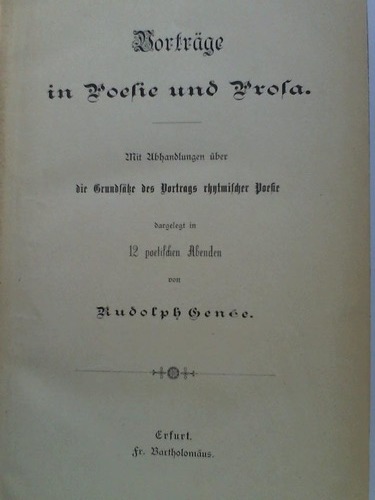 Vorträge
in Poesie und Prosa.
Mit Abhandlungen über
die Grundsätze des Vortrags rhytmischer Poesie
dargelegt in
12 poetischen Abenden
von
Rudolph Genée.
Erfurt.
Fr. Bartholomäus.